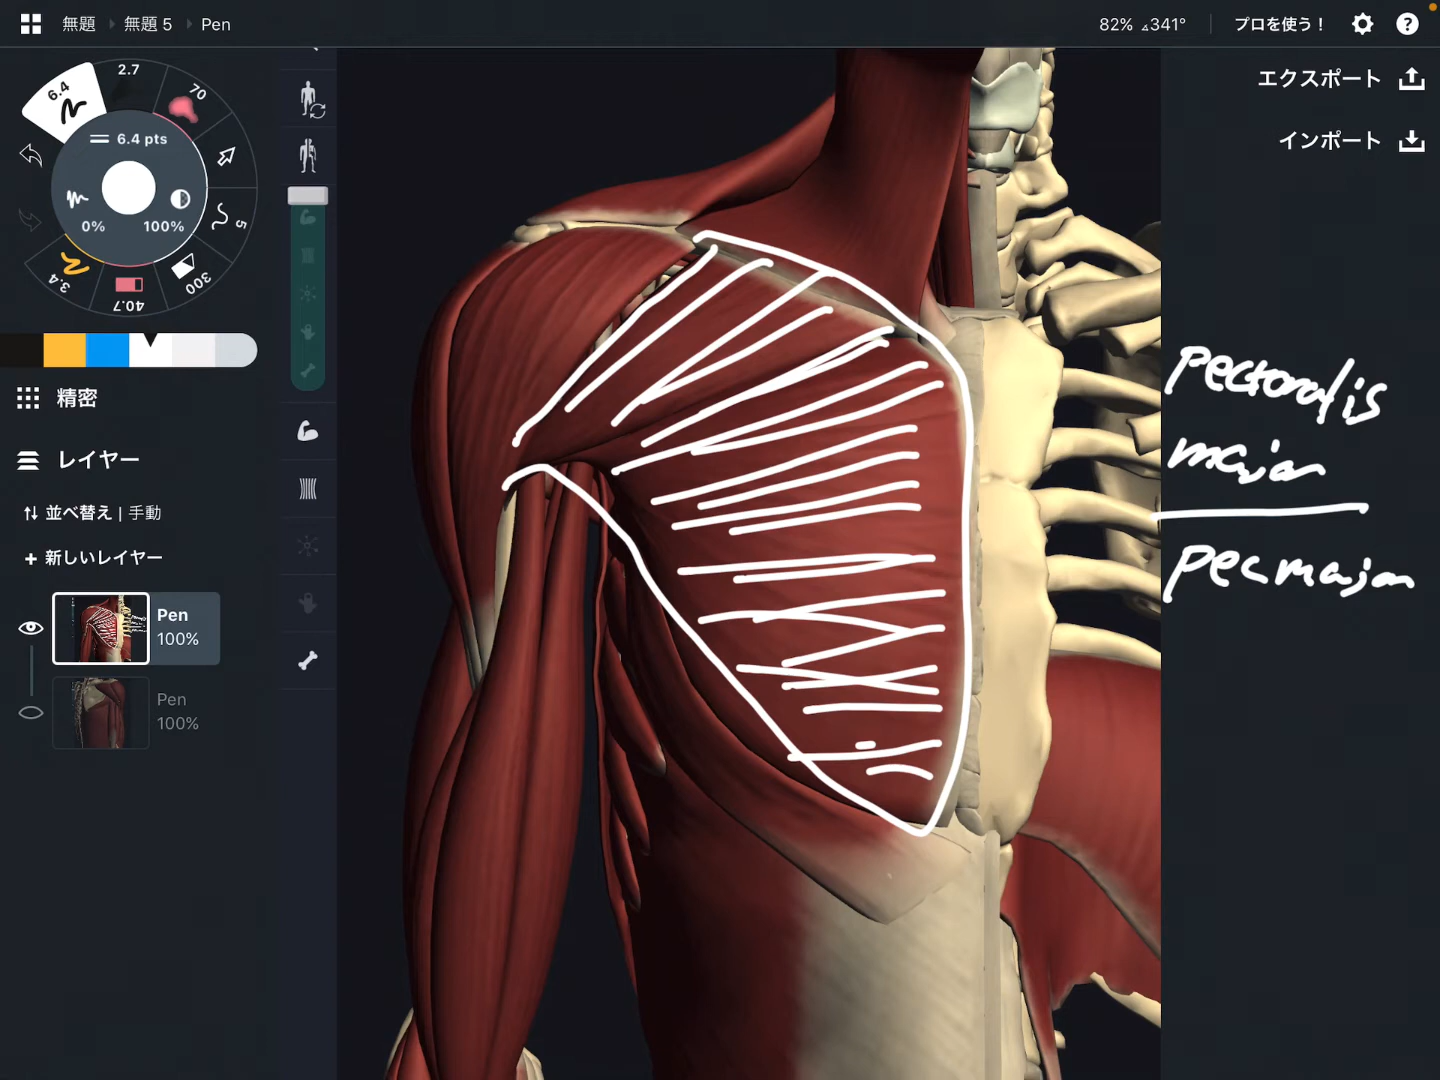 無題 無題 5 Pen
82% ⊿341° プロを使う！
エクスポート
インポート
6.4
2.7
70
5
300
40.7
3.4
6.4 pts
0% 100%
精密
レイヤー
並べ替え | 手動
+ 新しいレイヤー
Pen
100%
Pen
100%
pectoralis
major
pec major